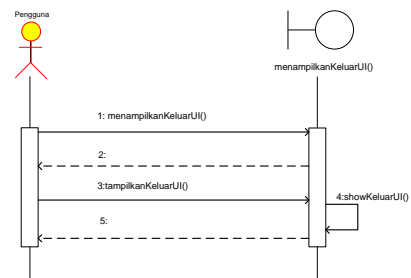 Pengguna
menampilkanKeluarUI()
1: menampilkanKeluarUI()
2:
3:tampilkanKeluarUI()
4:showKeluarUI()
5: